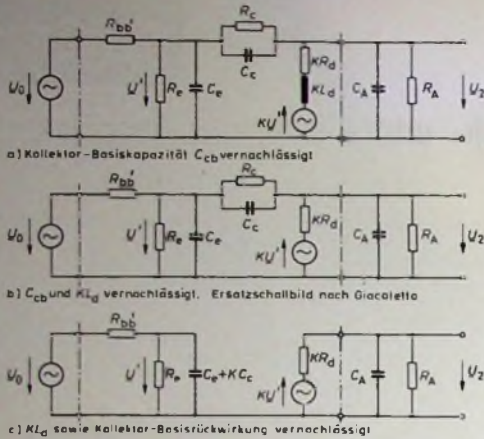 R_c
R_bb'
C_c
KR_d
KL_d
U_0
U'
R_e
C_e
KU'
C_A
R_A
U_2
a) Kollektor-Basiskapazität C_cb vernachlässigt
R_c
R_bb'
C_c
KR_d
U_0
U'
R_e
C_e
KU'
C_A
R_A
U_2
b) C_cb und KL_d vernachlässigt. Ersatzschaltbild nach Giacoletto
R_bb'
KR_d
U_0
U'
R_e
C_e+KC_c
KU'
C_A
R_A
U_2
c) KL_d sowie Kollektor-Basisrückwirkung vernachlässigt